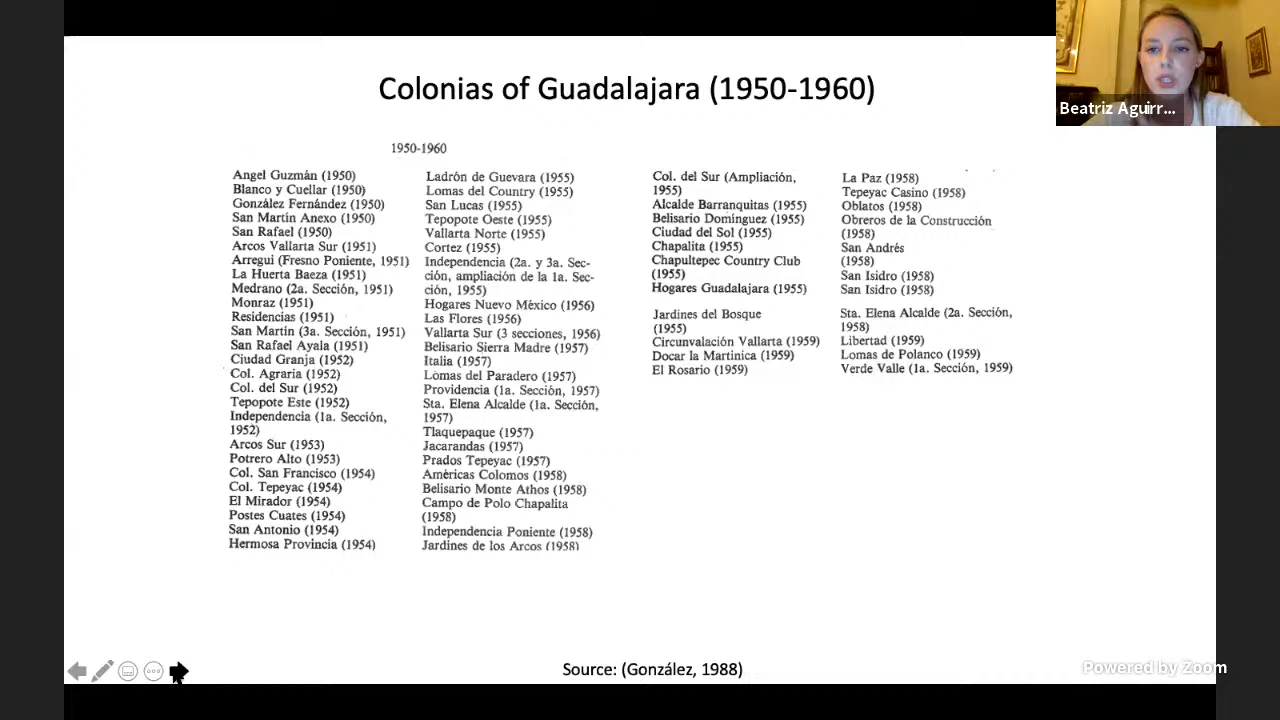 Colonias of Guadalajara (1950-1960)
Beatriz Aguirr...
1950-1960
Angel Guzmán (1950)
Blanco y Cuellar (1950)
González Fernández (1950)
San Martín Anexo (1950)
San Rafael (1950)
Arcos Vallarta Sur (1951)
Arregui (Fresno Poniente, 1951)
La Huerta Baeza (1951)
Medrano (2a. Sección, 1951)
Monraz (1951)
Residencias (1951)
San Martín (3a. Sección, 1951)
San Rafael Ayala (1951)
Ciudad Granja (1952)
Col. Agraria (1952)
Col. del Sur (1952)
Tepopote Este (1952)
Independencia (1a. Sección,
1952)
Arcos Sur (1953)
Potrero Alto (1953)
Col. San Francisco (1954)
Col. Tepeyac (1954)
El Mirador (1954)
Postes Cuates (1954)
San Antonio (1954)
Hermosa Provincia (1954)
Ladrón de Guevara (1955)
Lomas del Country (1955)
San Lucas (1955)
Tepopote Oeste (1955)
Vallarta Norte (1955)
Cortez (1955)
Independencia (2a. y 3a. Sec-
ción, ampliación de la 1a. Sec-
ción, 1955)
Hogares Nuevo México (1956)
Las Flores (1956)
Vallarta Sur (3 secciones, 1956)
Belisario Sierra Madre (1957)
Italia (1957)
Lomas del Paradero (1957)
Providencia (1a. Sección, 1957)
Sta. Elena Alcalde (1a. Sección,
1957)
Tlaquepaque (1957)
Jacarandas (1957)
Prados Tepeyac (1957)
Américas Colomos (1958)
Belisario Monte Athos (1958)
Campo de Polo Chapalita
(1958)
Independencia Poniente (1958)
Jardines de los Arcos (1958)
Col. del Sur (Ampliación,
1955)
Alcalde Barranquitas (1955)
Belisario Domínguez (1955)
Ciudad del Sol (1955)
Chapalita (1955)
Chapultepec Country Club
(1955)
Hogares Guadalajara (1955)
Jardines del Bosque
(1955)
Circunvalación Vallarta (1959)
Docar la Martinica (1959)
El Rosario (1959)
La Paz (1958)
Tepeyac Casino (1958)
Oblatos (1958)
Obreros de la Construcción
(1958)
San Andrés
(1958)
San Isidro (1958)
San Isidro (1958)
Sta. Elena Alcalde (2a. Sección,
1958)
Libertad (1959)
Lomas de Polanco (1959)
Verde Valle (1a. Sección, 1959)
Source: (González, 1988)
Powered by Zoom